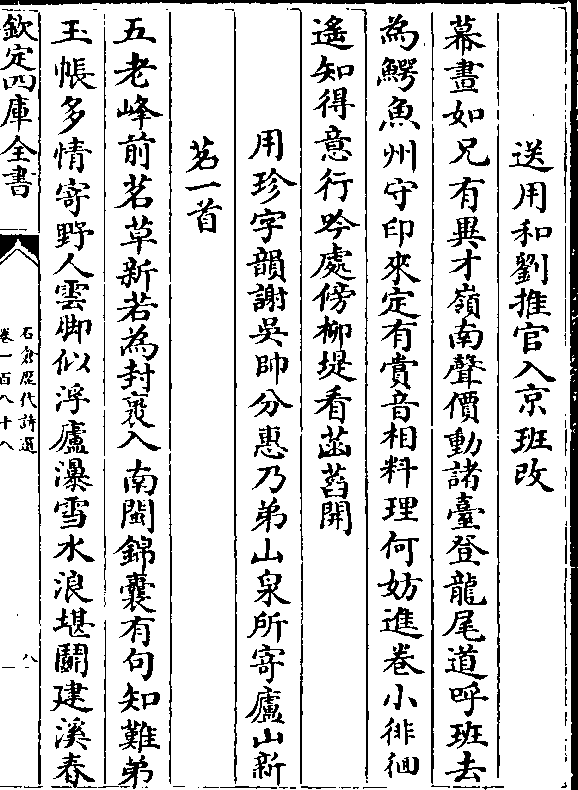 送用和劉推官入京班改
幕畫如兄有異才嶺南聲價動諸臺登龍尾道呼班去
為鰐魚州守印來定有賞音相料理何妨進卷小徘徊
遙知得意行吟處傍柳堤看菡萏開
用珍字韻謝吳帥分惠乃弟山泉所寄廬山新
茗一首
五老峰前茗草新若為封裹入南閩錦囊有句知難弟
玉帳多情寄野人雲脚似浮廬瀑雪水浪堪鬭建溪春
欽定四庫全書
石倉歷代詩選
卷一百八十八
八